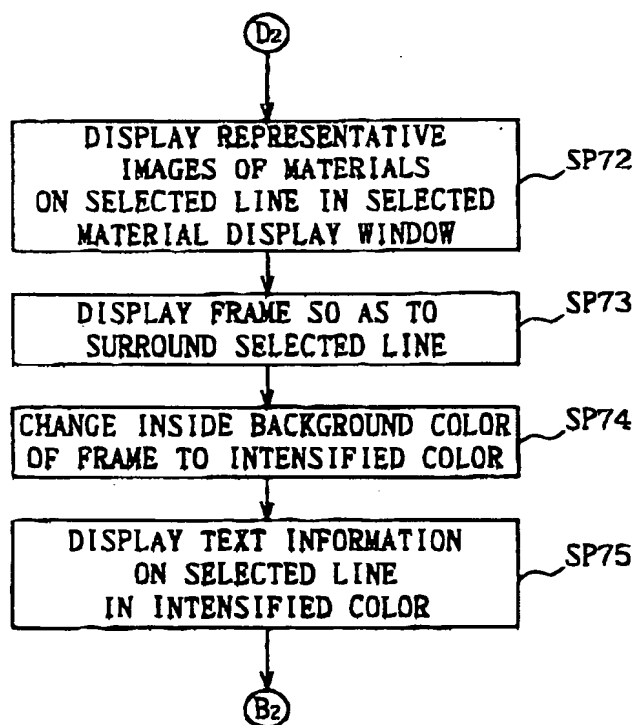 D2
DISPLAY REPRESENTATIVE
IMAGES OF MATERIALS
ON SELECTED LINE IN SELECTED
MATERIAL DISPLAY WINDOW
SP72
DISPLAY FRAME SO AS TO
SURROUND SELECTED LINE
SP73
CHANGE INSIDE BACKGROUND COLOR
OF FRAME TO INTENSIFIED COLOR
SP74
DISPLAY TEXT INFORMATION
ON SELECTED LINE
IN INTENSIFIED COLOR
SP75
B2